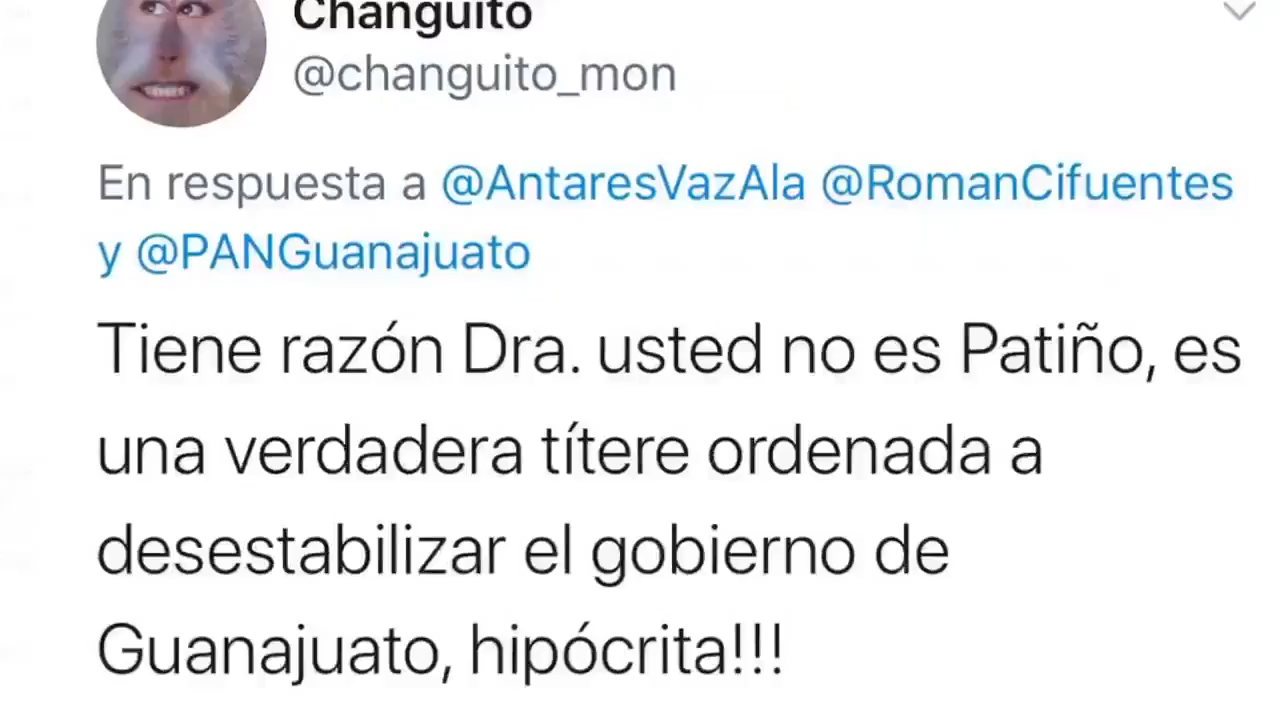 Changuito
@changuito_mon
En respuesta a @AntaresVazAla @RomanCifuentes
y @PANGuanajuato
Tiene razón Dra. usted no es Patiño, es
una verdadera títere ordenada a
desestabilizar el gobierno de
Guanajuato, hipócrita!!!